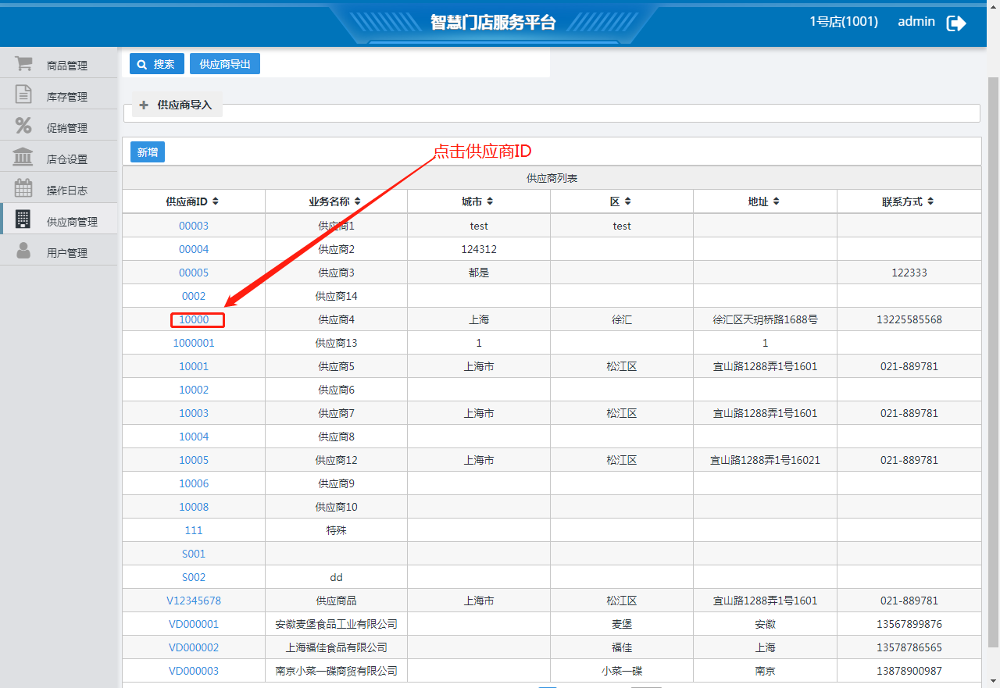 智慧门店服务平台
1号店(1001) admin
商品管理
库存管理
促销管理
店仓设置
操作日志
供应商管理
用户管理
搜索 供应商导出
供应商导入
新增
点击供应商ID
供应商列表
供应商ID 业务名称 城市 区 地址 联系方式
00003 供应商1 test test
00004 供应商2 124312
00005 供应商3 都是 122333
0002 供应商14
10000 供应商4 上海 徐汇 徐汇区天玥桥路1688号 13225585568
1000001 供应商13 1 1
10001 供应商5 上海市 松江区 宜山路1288弄1号1601 021-889781
10002 供应商6
10003 供应商7 上海市 松江区 宜山路1288弄1号1601 021-889781
10004 供应商8
10005 供应商12 上海市 松江区 宜山路1288弄1号16021 021-889781
10006 供应商9
10008 供应商10
111 特殊
S001
S002 dd
V12345678 供应商品 上海市 松江区 宜山路1288弄1号1601 021-889781
VD000001 安徽麦堡食品工业有限公司 麦堡 安徽 13567899876
VD000002 上海福佳食品有限公司 福佳 上海 13578786565
VD000003 南京小菜一碟商贸有限公司 小菜一碟 南京 13878900987